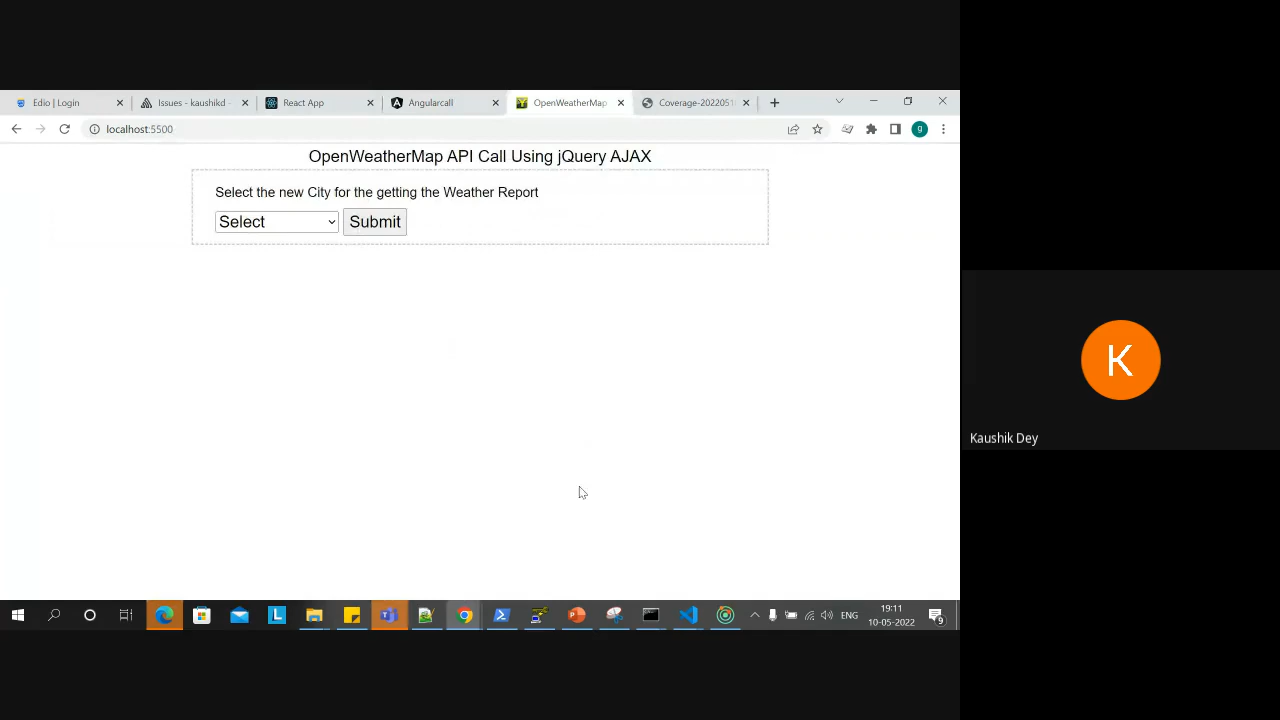 Edio | Login
Issues - kaushikd -
React App
Angularcall
OpenWeatherMap
Coverage-2022051
localhost:5500
g
OpenWeatherMap API Call Using jQuery AJAX
Select the new City for the getting the Weather Report
Select
Submit
K
Kaushik Dey
L
ENG
19:11
10-05-2022
9